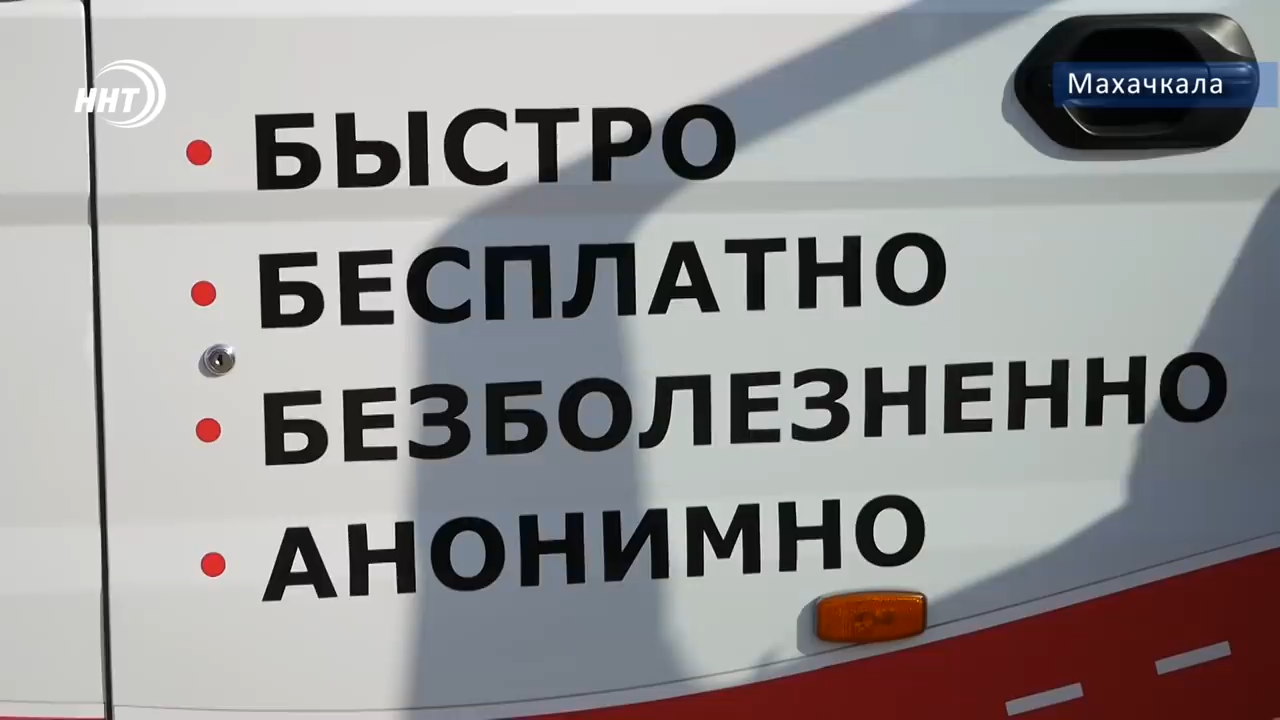 ННТ
Махачкала
• БЫСТРО
• БЕСПЛАТНО
• БЕЗБОЛЕЗНЕННО
• АНОНИМНО